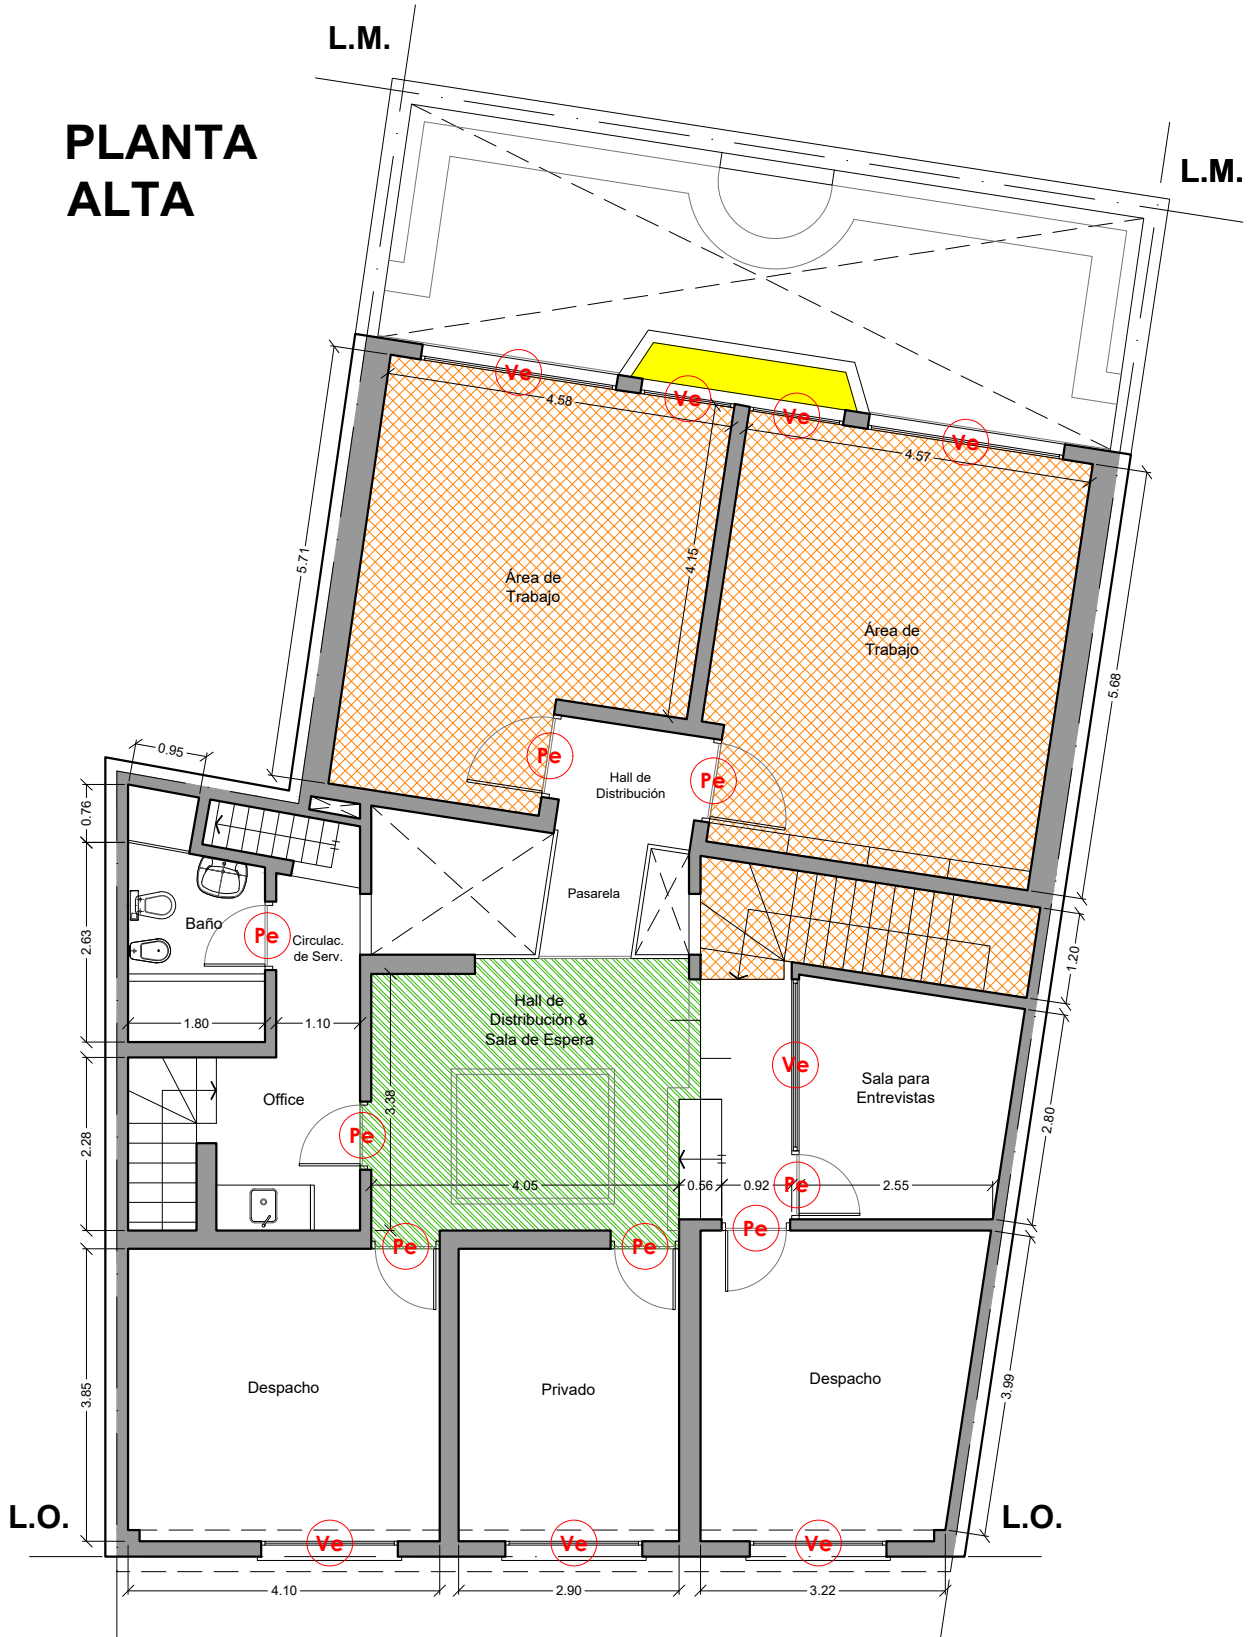 L.M.
PLANTA
ALTA
L.M.
Ve
4.58
Ve
Ve
Ve
4.57
5.71
4.15
Área de
Trabajo
Área de
Trabajo
5.68
0.95
Pe
Pe
Hall de
Distribución
0.76
Pasarela
Baño
Pe
Circulac.
de Serv.
2.63
1.20
Hall de
Distribución &
Sala de Espera
1.80
1.10
Ve
Sala para
Entrevistas
Office
3.38
2.80
Pe
2.28
4.05
0.56
0.92
Pe
2.55
Pe
Pe
Pe
Despacho
Privado
Despacho
3.85
3.99
L.O.
L.O.
Ve
Ve
Ve
4.10
2.90
3.22